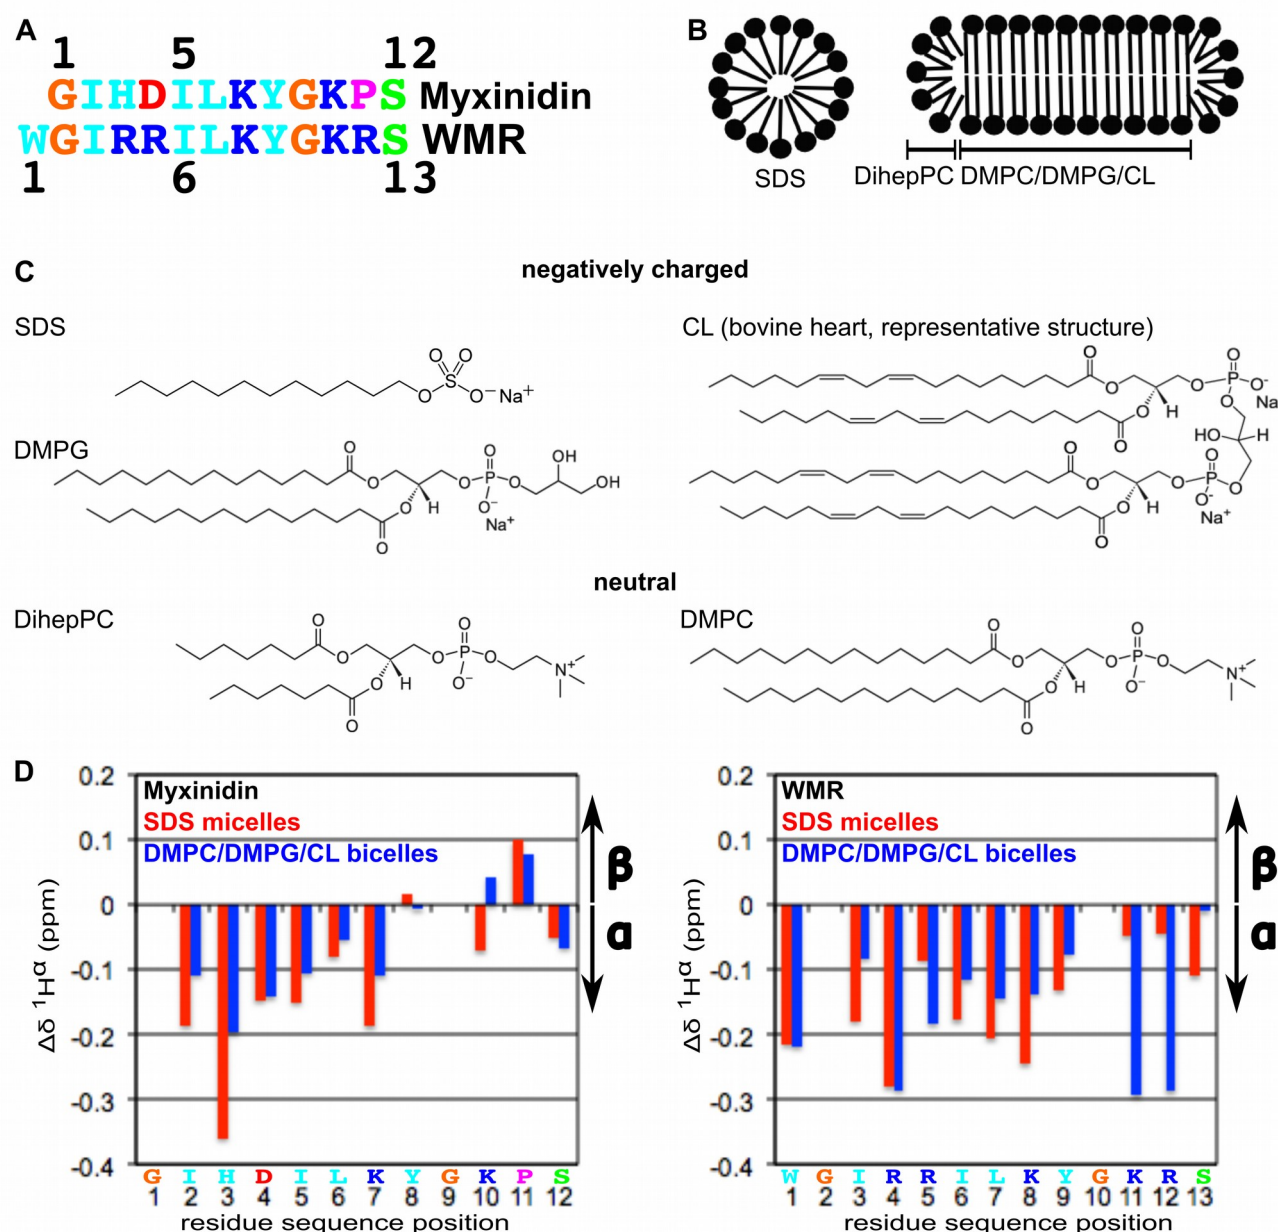 A
1 5 12
GIHDILKYGKPS Myxinidin
WGIRRILKYGKRS WMR
1 6 13
B
SDS
DihepPC DMPC/DMPG/CL
C
negatively charged
SDS
O O
S
O O⁻Na⁺
CL (bovine heart, representative structure)
O O
O O P O⁻
O H O Na
O HO H
O O
O O P O
O H O⁻
O Na⁺
DMPG
O O OH
O O P O OH
O H O⁻
O Na⁺
neutral
DihepPC
O O
O O P O
O H O⁻ N⁺
O
DMPC
O O
O O P O
O H O⁻ N⁺
O
D
Myxinidin
SDS micelles
DMPC/DMPG/CL bicelles
0.2
0.1
0
-0.1
-0.2
-0.3
-0.4
Δδ ¹Hᵅ (ppm)
β
α
G I H D I L K Y G K P S
1 2 3 4 5 6 7 8 9 10 11 12
residue sequence position
WMR
SDS micelles
DMPC/DMPG/CL bicelles
0.2
0.1
0
-0.1
-0.2
-0.3
-0.4
Δδ ¹Hᵅ (ppm)
β
α
W G I R R I L K Y G K R S
1 2 3 4 5 6 7 8 9 10 11 12 13
residue sequence position